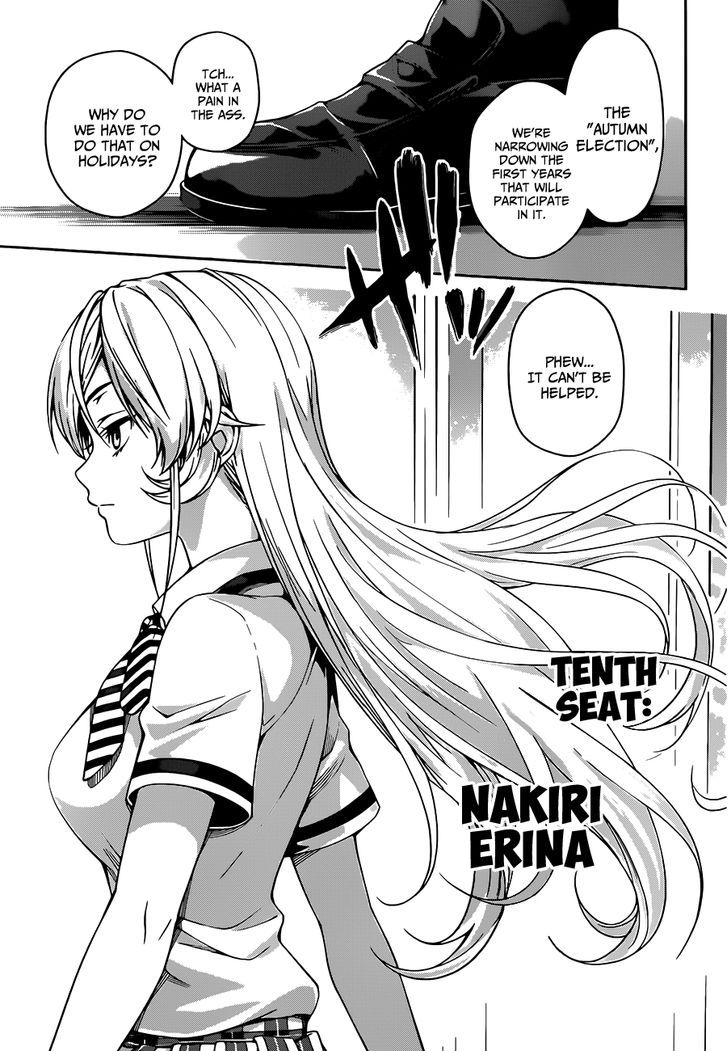 THE
"AUTUMN
ELECTION",
WE'RE
NARROWING
DOWN THE
FIRST YEARS
THAT WILL
PARTICIPATE
IN IT.
TCH...
WHAT A
PAIN IN
THE ASS.
WHY DO
WE HAVE TO
DO THAT ON
HOLIDAYS?
PHEW...
IT CAN'T BE
HELPED.
TENTH
SEAT:
NAKIRI
ERINA